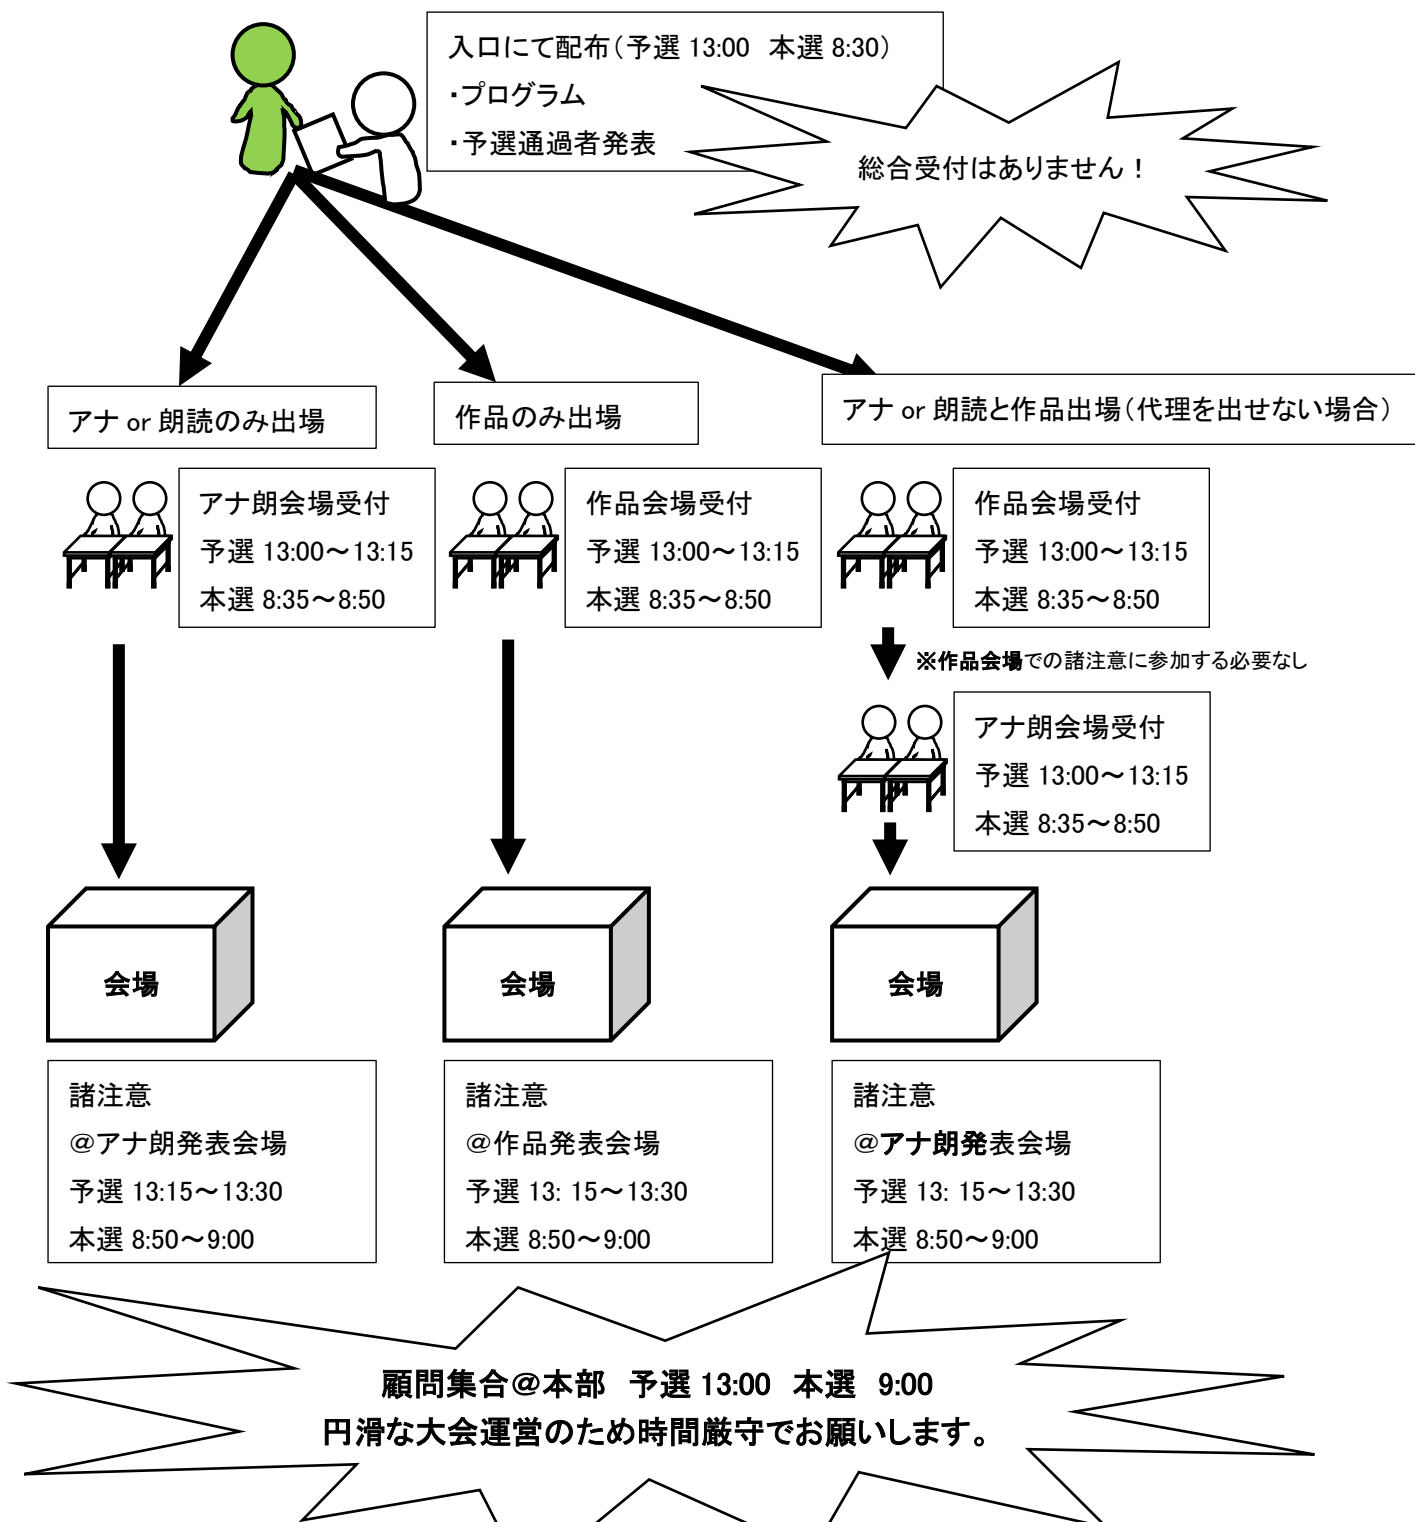 入口にて配布（予選 13:00　本選 8:30）
・プログラム
・予選通過者発表
総合受付はありません！
アナ or 朗読のみ出場
作品のみ出場
アナ or 朗読と作品出場（代理を出せない場合）
アナ朗会場受付
予選 13:00～13:15
本選 8:35～8:50
作品会場受付
予選 13:00～13:15
本選 8:35～8:50
作品会場受付
予選 13:00～13:15
本選 8:35～8:50
※作品会場での諸注意に参加する必要なし
アナ朗会場受付
予選 13:00～13:15
本選 8:35～8:50
会場
会場
会場
諸注意
@アナ朗発表会場
予選 13:15～13:30
本選 8:50～9:00
諸注意
@作品発表会場
予選 13: 15～13:30
本選 8:50～9:00
諸注意
@アナ朗発表会場
予選 13: 15～13:30
本選 8:50～9:00
顧問集合@本部　予選 13:00　本選　9:00
円滑な大会運営のため時間厳守でお願いします。